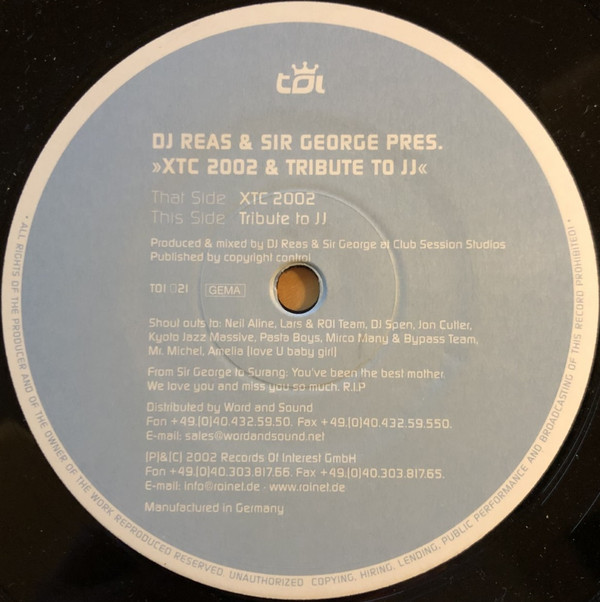 toi
DJ REAS & SIR GEORGE PRES.
»XTC 2002 & TRIBUTE TO JJ«
That Side XTC 2002
This Side Tribute to JJ
Produced & mixed by DJ Reas & Sir George at Club Session Studios
Published by copyright control
TOI 021 GEMA
Shout outs to: Neil Aline, Lars & ROI Team, DJ Spen, Jon Cutler,
Kyoto Jazz Massive, Pasta Boys, Mirco Many & Bypass Team,
Mr. Michel, Amelia (love U baby girl)
From Sir George to Surang: You've been the best mother.
We love you and miss you so much. R.I.P
Distributed by Word and Sound
Fon +49.(0)40.432.59.50. Fax +49.(0)40.432.59.550.
E-mail: sales@wordandsound.net
(P)&(C) 2002 Records Of Interest GmbH
Fon +49.(0)40.303.817.66. Fax +49.(0)40.303.817.65.
E-mail: info@roinet.de · www.roinet.de
Manufactured in Germany
* ALL RIGHTS OF THE PRODUCER AND OF THE OWNER OF THE WORK REPRODUCED RESERVED. UNAUTHORIZED COPYING, HIRING, LENDING, PUBLIC PERFORMANCE AND BROADCASTING OF THIS RECORD PROHIBITED! *